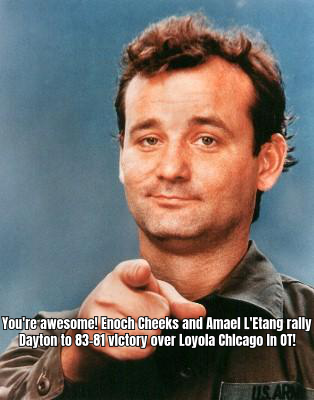 You're awesome! Enoch Cheeks and Amael L'Etang rally
Dayton to 83-81 victory over Loyola Chicago in OT!
U.S. AR